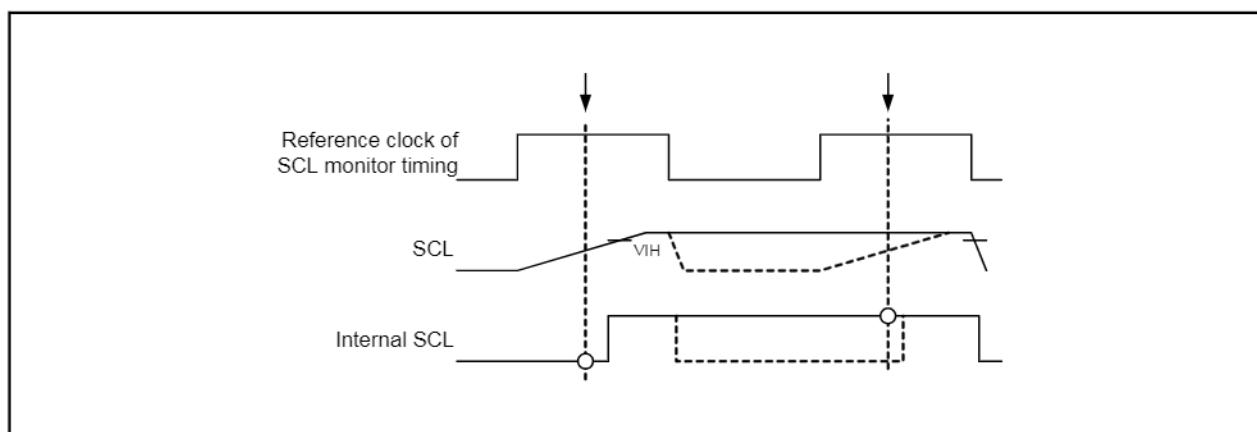 Reference clock of
SCL monitor timing
SCL
VIH
Internal SCL